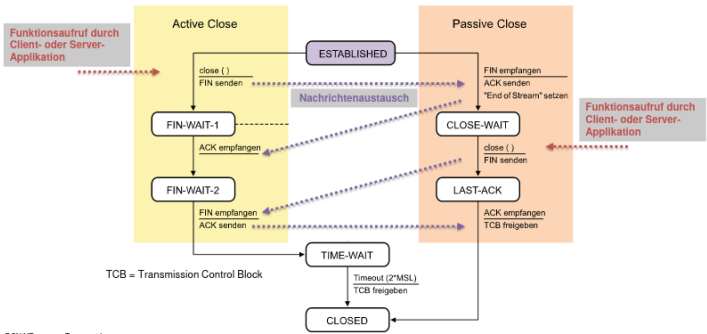 Active Close
Passive Close
Funktionsaufruf durch
Client- oder Server-
Applikation
ESTABLISHED
close ( )
FIN senden
FIN empfangen
ACK senden
"End of Stream" setzen
Nachrichtenaustausch
Funktionsaufruf durch
Client- oder Server-
Applikation
FIN-WAIT-1
CLOSE-WAIT
ACK empfangen
close ( )
FIN senden
FIN-WAIT-2
LAST-ACK
FIN empfangen
ACK senden
ACK empfangen
TCB freigeben
TIME-WAIT
TCB = Transmission Control Block
Timeout (2*MSL)
TCB freigeben
CLOSED